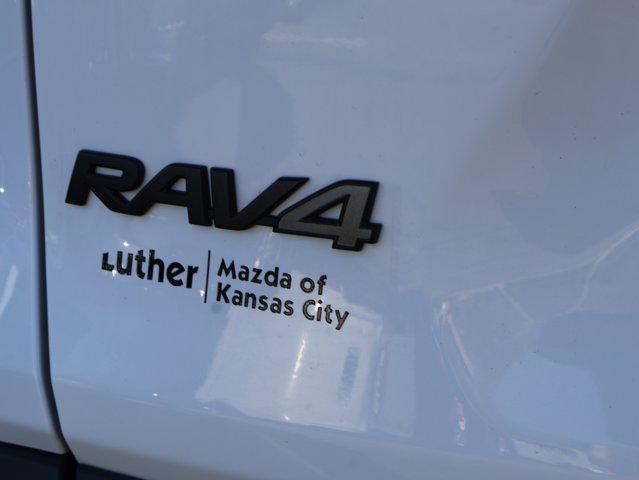 RAV4
Luther | Mazda of
Kansas City